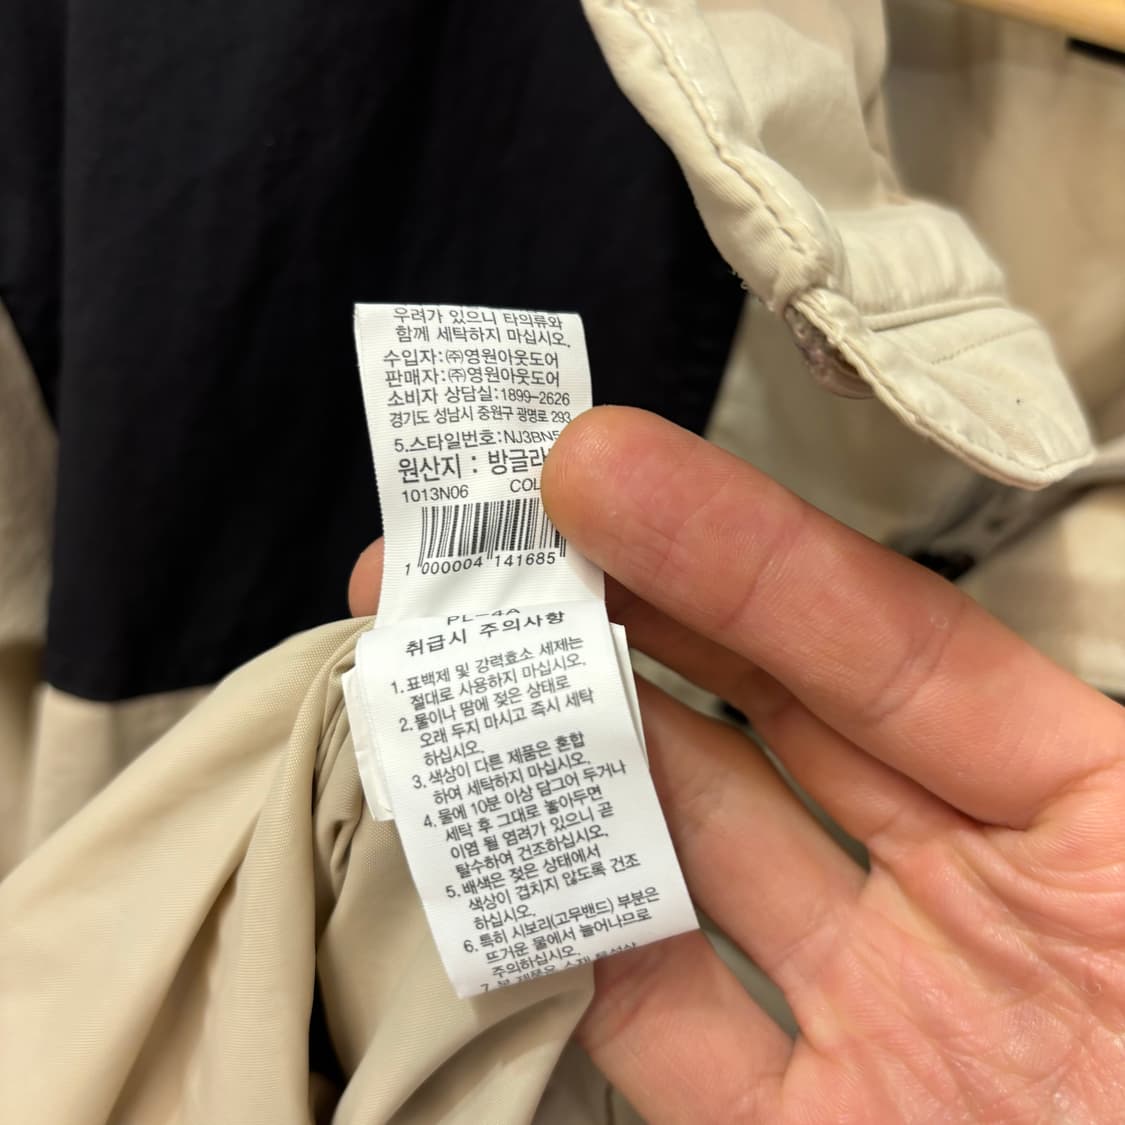 우려가 있으니 타의류와
함께 세탁하지 마십시오.
수입자:㈜영원아웃도어
판매자:㈜영원아웃도어
소비자 상담실:1899-2626
경기도 성남시 중원구 광명로 293
5.스타일번호:NJ3BN5
원산지 : 방글라
1013N06 COL
1 000004 141685
PL-4A
취급시 주의사항
1. 표백제 및 강력효소 세제는
절대로 사용하지 마십시오.
2. 물이나 땀에 젖은 상태로
오래 두지 마시고 즉시 세탁
하십시오.
3. 색상이 다른 제품은 혼합
하여 세탁하지 마십시오.
4. 물에 10분 이상 담그어 두거나
세탁 후 그대로 놓아두면
이염 될 염려가 있으니 곧
탈수하여 건조하십시오.
5. 배색은 젖은 상태에서
색상이 겹치지 않도록 건조
하십시오.
6. 특히 시보리(고무밴드) 부분은
뜨거운 물에서 늘어나므로
주의하십시오.
7. 본 제품은 소재 특성상